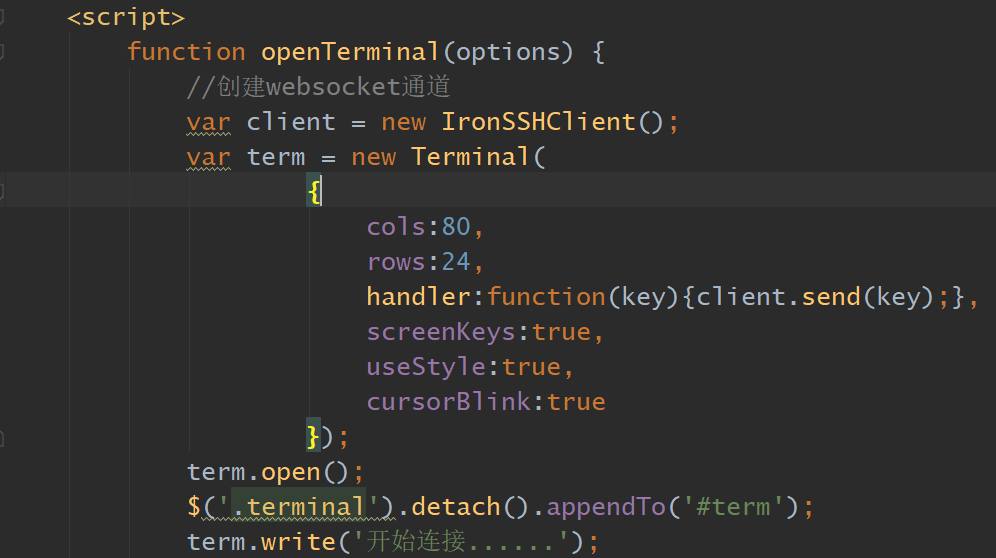 <script>
function openTerminal(options) {
//创建websocket通道
var client = new IronSSHClient();
var term = new Terminal(
{
cols:80,
rows:24,
handler:function(key){client.send(key);},
screenKeys:true,
useStyle:true,
cursorBlink:true
});
term.open();
$('.terminal').detach().appendTo('#term');
term.write('开始连接......');